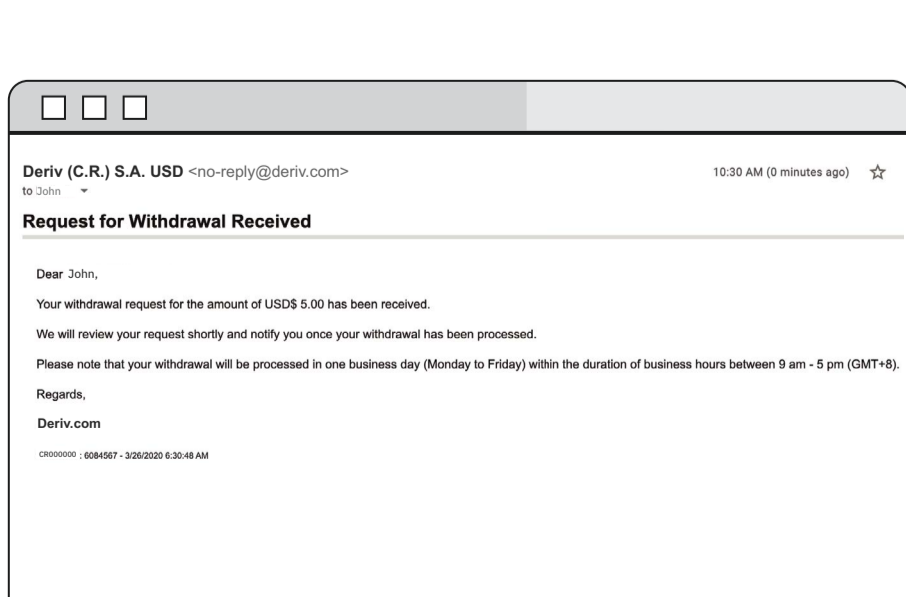 Deriv (C.R.) S.A. USD <no-reply@deriv.com> 10:30 AM (0 minutes ago)
to John
Request for Withdrawal Received
Dear John,
Your withdrawal request for the amount of USD$ 5.00 has been received.
We will review your request shortly and notify you once your withdrawal has been processed.
Please note that your withdrawal will be processed in one business day (Monday to Friday) within the duration of business hours between 9 am - 5 pm (GMT+8).
Regards,
Deriv.com
CR000000 : 6084567 - 3/26/2020 6:30:48 AM